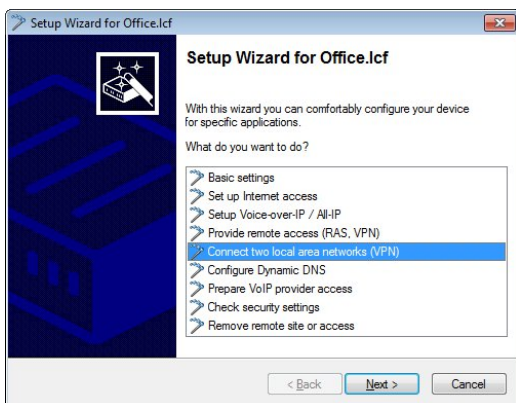 Setup Wizard for Office.lcf
Setup Wizard for Office.lcf
With this wizard you can comfortably configure your device
for specific applications.
What do you want to do?
Basic settings
Set up Internet access
Setup Voice-over-IP / All-IP
Provide remote access (RAS, VPN)
Connect two local area networks (VPN)
Configure Dynamic DNS
Prepare VoIP provider access
Check security settings
Remove remote site or access
< Back Next > Cancel